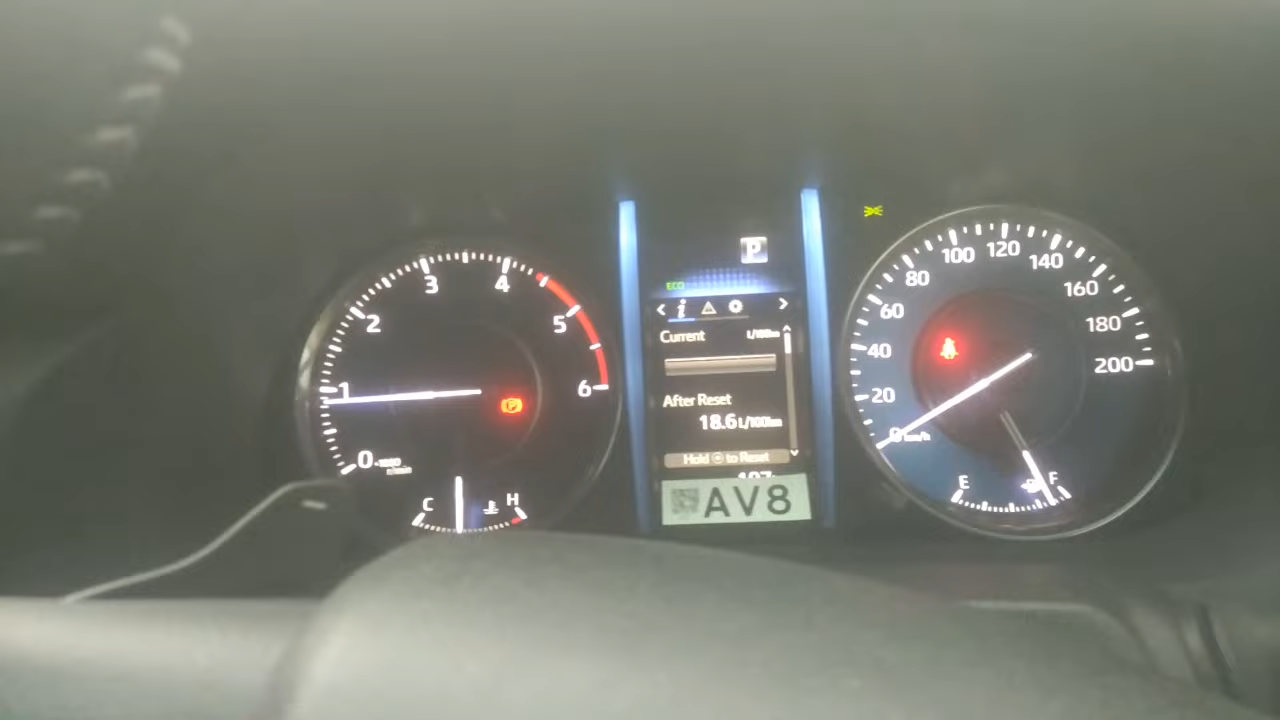 0 1 2 3 4 5 6
x1000
r/min
C H
P
ECO
Current L/100km
After Reset
18.6 L/100km
Hold to Reset
AV8
0 20 40 60 80 100 120 140 160 180 200
km/h
E F